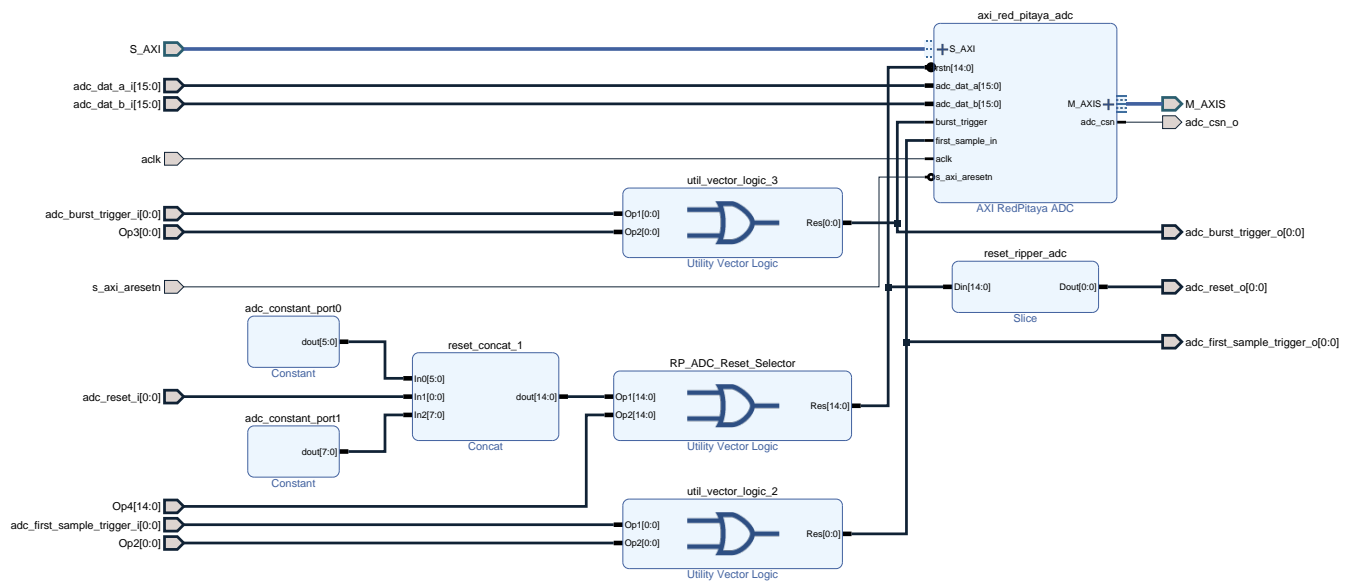 axi_red_pitaya_adc
S_AXI
S_AXI
rstn[14:0]
adc_dat_a_i[15:0]
adc_dat_a[15:0]
adc_dat_b_i[15:0]
adc_dat_b[15:0]
M_AXIS
M_AXIS
burst_trigger
adc_csn
adc_csn_o
first_sample_in
aclk
aclk
s_axi_aresetn
util_vector_logic_3
AXI RedPitaya ADC
adc_burst_trigger_i[0:0]
Op1[0:0]
Res[0:0]
Op3[0:0]
Op2[0:0]
adc_burst_trigger_o[0:0]
Utility Vector Logic
reset_ripper_adc
s_axi_aresetn
Din[14:0]
Dout[0:0]
adc_reset_o[0:0]
Slice
adc_constant_port0
dout[5:0]
Constant
adc_first_sample_trigger_o[0:0]
reset_concat_1
RP_ADC_Reset_Selector
In0[5:0]
adc_reset_i[0:0]
In1[0:0]
dout[14:0]
Op1[14:0]
Res[14:0]
In2[7:0]
Op2[14:0]
adc_constant_port1
dout[7:0]
Constant
Concat
Utility Vector Logic
util_vector_logic_2
Op4[14:0]
adc_first_sample_trigger_i[0:0]
Op1[0:0]
Res[0:0]
Op2[0:0]
Op2[0:0]
Utility Vector Logic